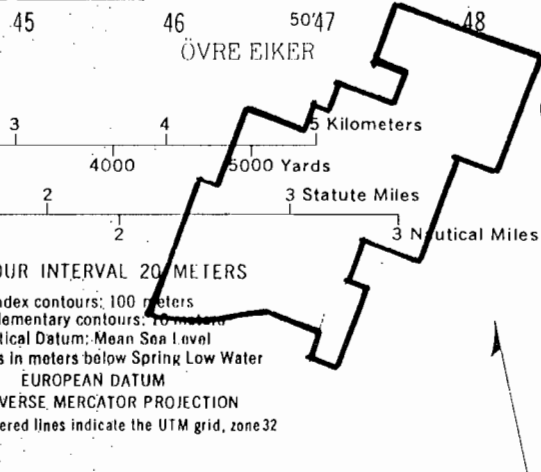 45 46 50'47 48
ÖVRE EIKER
3 4 5 Kilometers
4000 5000 Yards
2 3 Statute Miles
2 3 Nautical Miles
OUR INTERVAL 20 METERS
ndex contours; 100 meters
lementary contours; 10 meters
tical Datum: Mean Sea Level
s in meters below Spring Low Water
EUROPEAN DATUM
VERSE MERCATOR PROJECTION
ered lines indicate the UTM grid, zone 32